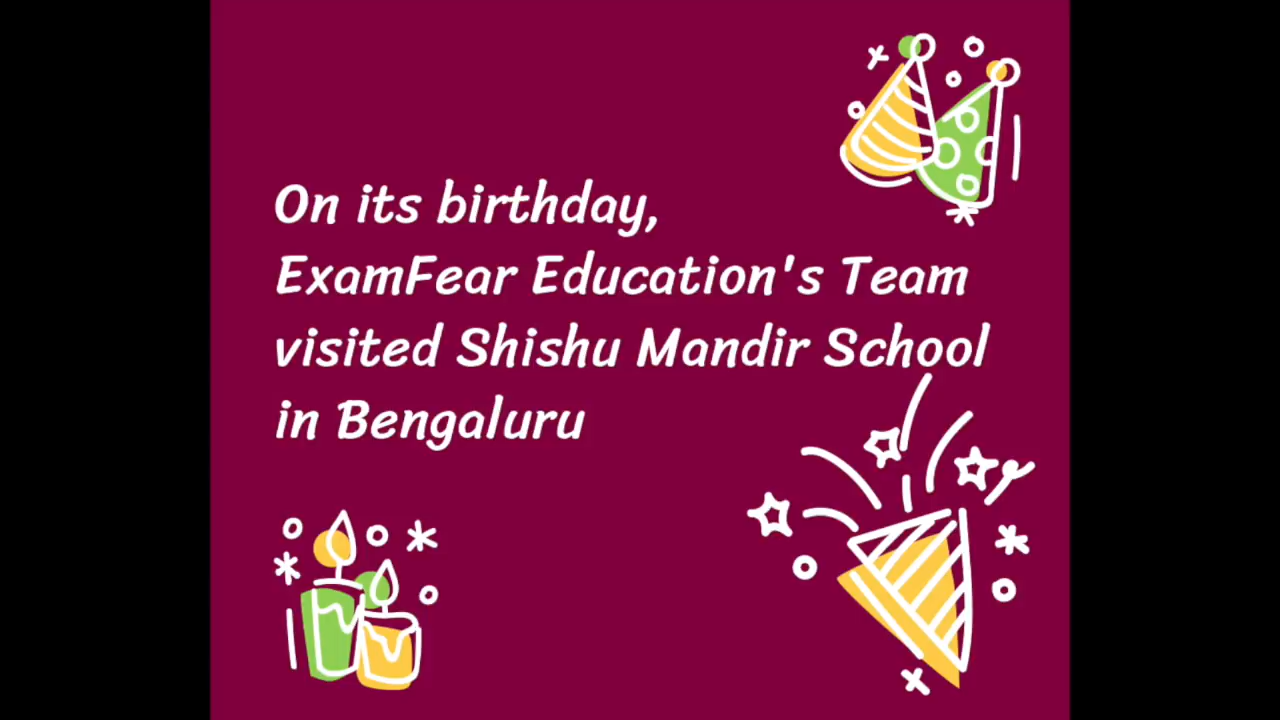 On its birthday,
ExamFear Education's Team
visited Shishu Mandir School
in Bengaluru